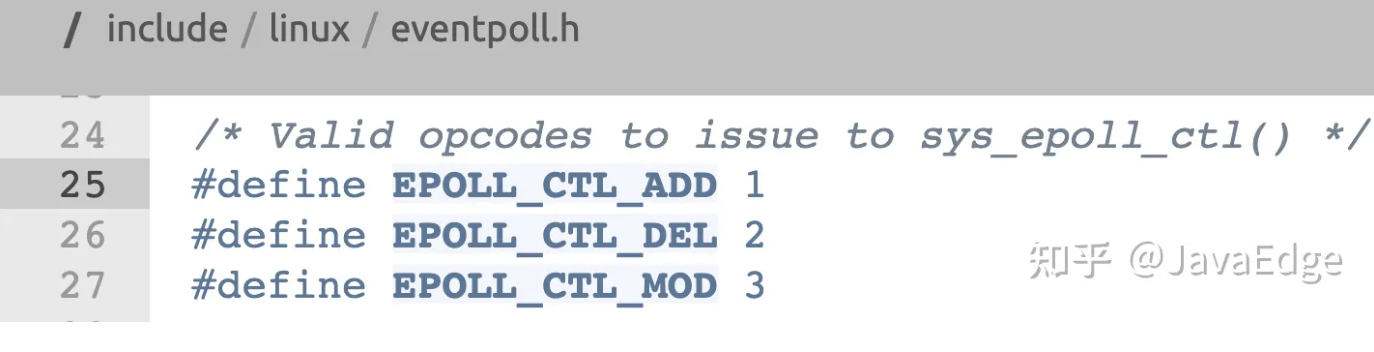 / include / linux / eventpoll.h
24 /* Valid opcodes to issue to sys_epoll_ctl() */
25 #define EPOLL_CTL_ADD 1
26 #define EPOLL_CTL_DEL 2
27 #define EPOLL_CTL_MOD 3
知乎 @JavaEdge